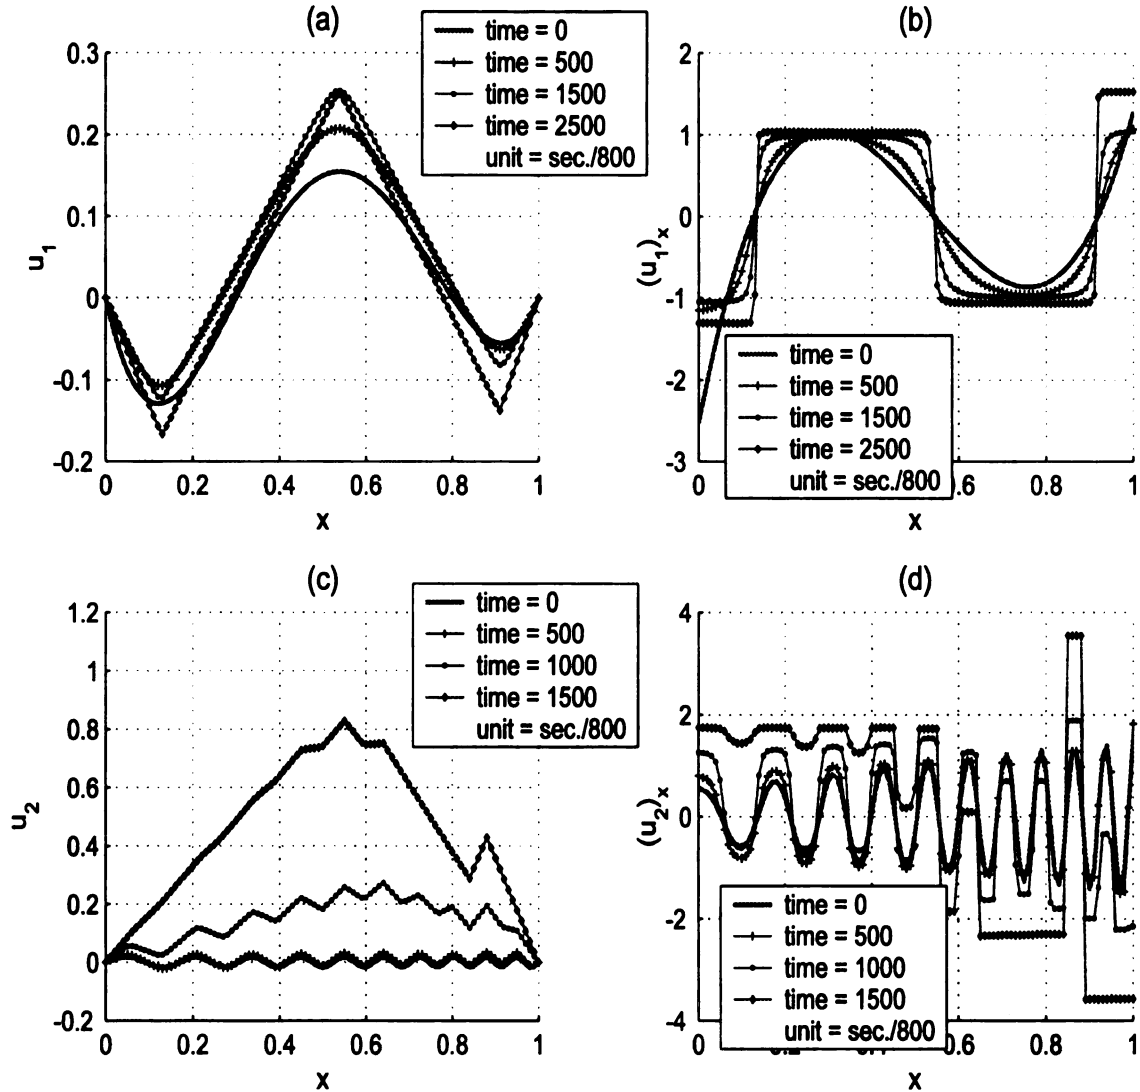 (a)
0.3
0.2
0.1
0
-0.1
-0.2
0 0.2 0.4 0.6 0.8 1
x
u1
time = 0
time = 500
time = 1500
time = 2500
unit = sec./800
(b)
2
1
0
-1
-2
-3
0 0.6 0.8 1
x
(u1)x
time = 0
time = 500
time = 1500
time = 2500
unit = sec./800
(c)
1.2
1
0.8
0.6
0.4
0.2
0
-0.2
0 0.2 0.4 0.6 0.8 1
x
u2
time = 0
time = 500
time = 1000
time = 1500
unit = sec./800
(d)
4
2
0
-2
-4
0 0.6 0.8 1
x
(u2)x
time = 0
time = 500
time = 1000
time = 1500
unit = sec./800